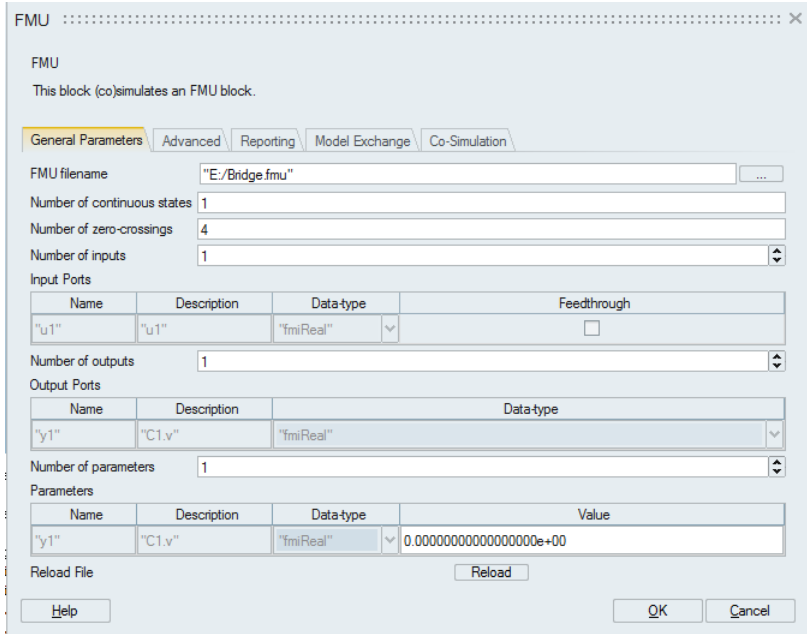 FMU
FMU
This block (co)simulates an FMU block.
General Parameters Advanced Reporting Model Exchange Co-Simulation
FMU filename "E:/Bridge.fmu" ...
Number of continuous states 1
Number of zero-crossings 4
Number of inputs 1
Input Ports
Name Description Data-type Feedthrough
"u1" "u1" "fmiReal"
Number of outputs 1
Output Ports
Name Description Data-type
"y1" "C1.v" "fmiReal"
Number of parameters 1
Parameters
Name Description Data-type Value
"y1" "C1.v" "fmiReal" 0.00000000000000000e+00
Reload File Reload
Help OK Cancel